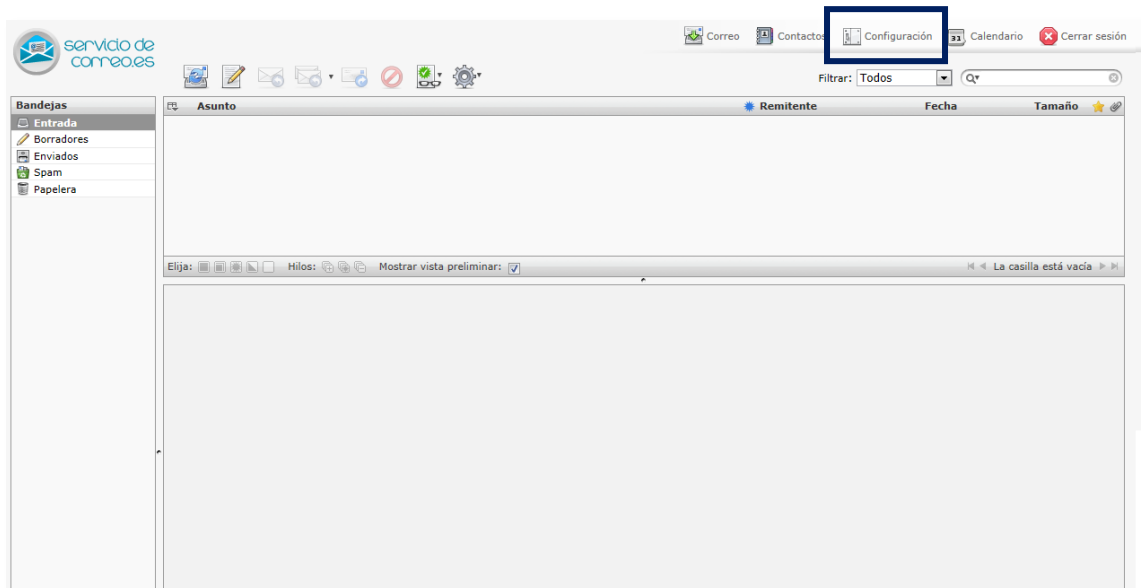 servicio de
correo.es
Correo Contactos Configuración 31 Calendario Cerrar sesión
Filtrar: Todos
Bandejas
Entrada
Borradores
Enviados
Spam
Papelera
Asunto Remitente Fecha Tamaño
Elija: Hilos: Mostrar vista preliminar: La casilla está vacía